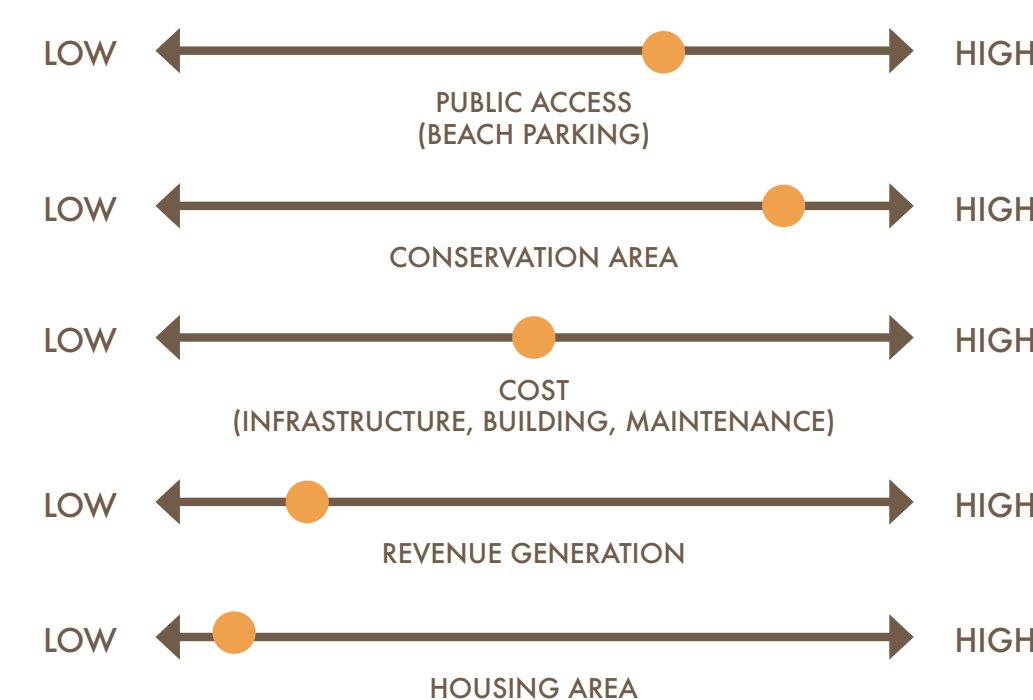 LOW HIGH
PUBLIC ACCESS
(BEACH PARKING)
LOW HIGH
CONSERVATION AREA
LOW HIGH
COST
(INFRASTRUCTURE, BUILDING, MAINTENANCE)
LOW HIGH
REVENUE GENERATION
LOW HIGH
HOUSING AREA